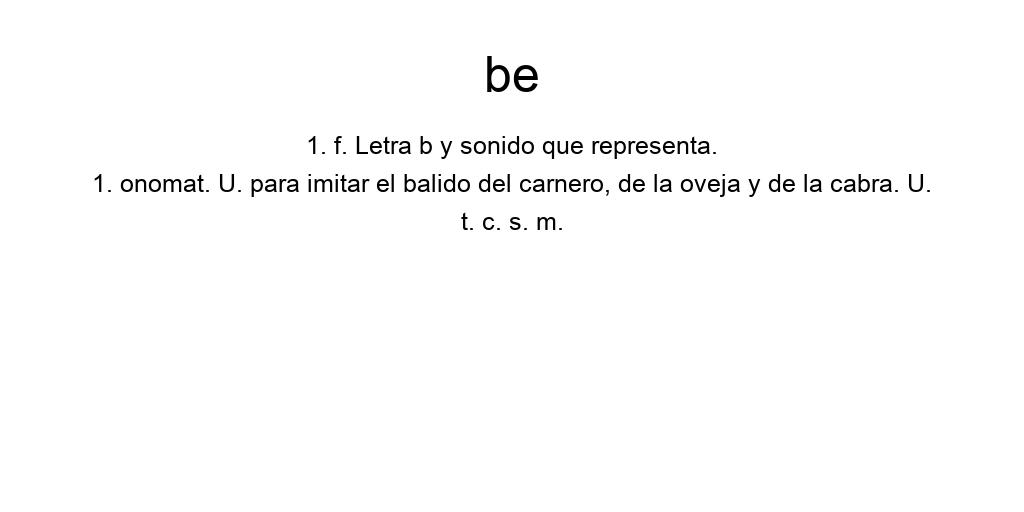 be
1. f. Letra b y sonido que representa.
1. onomat. U. para imitar el balido del carnero, de la oveja y de la cabra. U.
t. c. s. m.